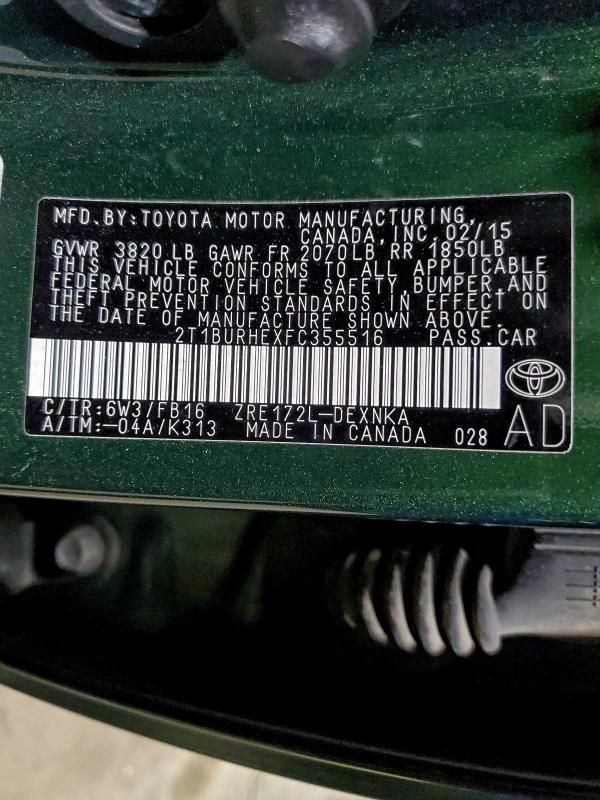 MFD.BY:TOYOTA MOTOR MANUFACTURING,
CANADA,INC.02/15
GVWR 3820 LB GAWR FR 2070LB,RR 1850LB
THIS VEHICLE CONFORMS TO ALL APPLICABLE
FEDERAL MOTOR VEHICLE SAFETY,BUMPER,AND
THEFT PREVENTION STANDARDS IN EFFECT ON
THE DATE OF MANUFACTURE SHOWN ABOVE.
2T1BURHEXFC355516 PASS.CAR
C/TR:6W3/FB16 ZRE172L-DEXNKA
A/TM:-04A/K313 MADE IN CANADA 028 AD